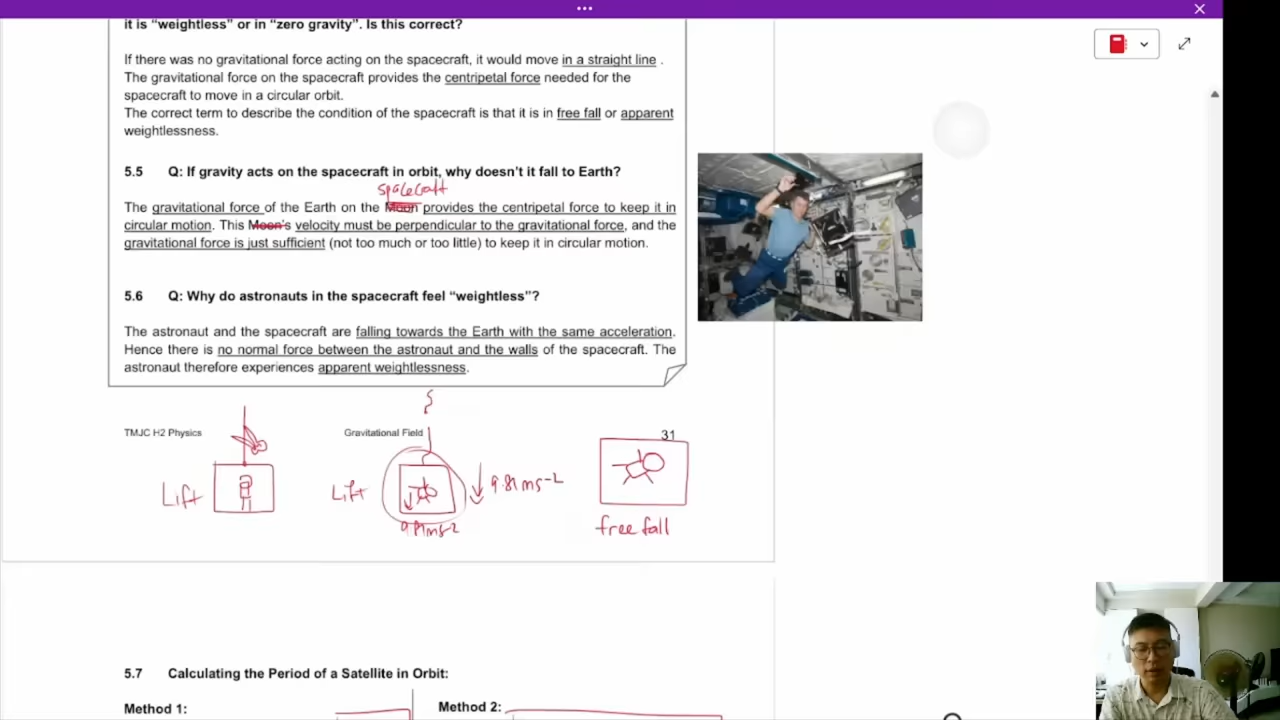 it is “weightless” or in “zero gravity”. Is this correct?
If there was no gravitational force acting on the spacecraft, it would move in a straight line .
The gravitational force on the spacecraft provides the centripetal force needed for the
spacecraft to move in a circular orbit.
The correct term to describe the condition of the spacecraft is that it is in free fall or apparent
weightlessness.
5.5 Q: If gravity acts on the spacecraft in orbit, why doesn’t it fall to Earth?
spacecraft
The gravitational force of the Earth on the Moon provides the centripetal force to keep it in
circular motion. This Moon’s velocity must be perpendicular to the gravitational force, and the
gravitational force is just sufficient (not too much or too little) to keep it in circular motion.
5.6 Q: Why do astronauts in the spacecraft feel “weightless”?
The astronaut and the spacecraft are falling towards the Earth with the same acceleration.
Hence there is no normal force between the astronaut and the walls of the spacecraft. The
astronaut therefore experiences apparent weightlessness.
TMJC H2 Physics Gravitational Field 31
Lift Lift 9.81ms-2
9.81ms-2 free fall
5.7 Calculating the Period of a Satellite in Orbit:
Method 1: Method 2: